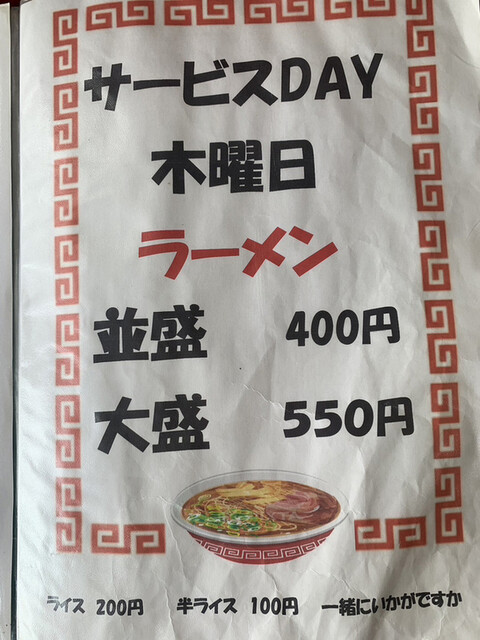 サービスDAY
木曜日
ラーメン
並盛 400円
大盛 550円
ライス 200円 半ライス 100円 一緒にいかがですか